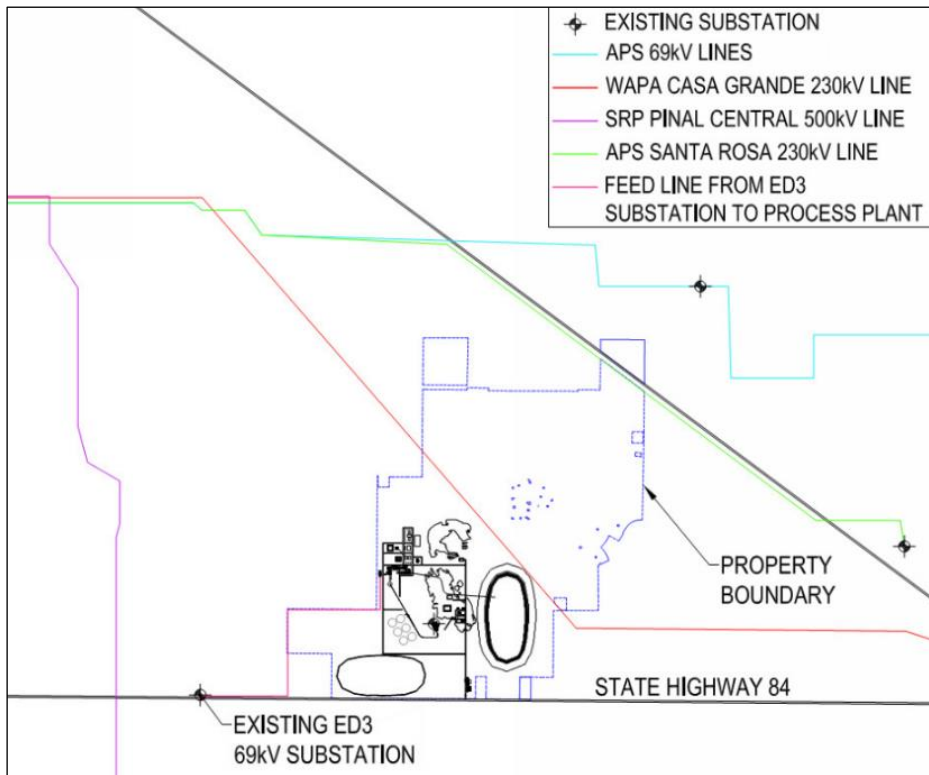 EXISTING SUBSTATION
APS 69kV LINES
WAPA CASA GRANDE 230kV LINE
SRP PINAL CENTRAL 500kV LINE
APS SANTA ROSA 230kV LINE
FEED LINE FROM ED3
SUBSTATION TO PROCESS PLANT
PROPERTY
BOUNDARY
STATE HIGHWAY 84
EXISTING ED3
69kV SUBSTATION